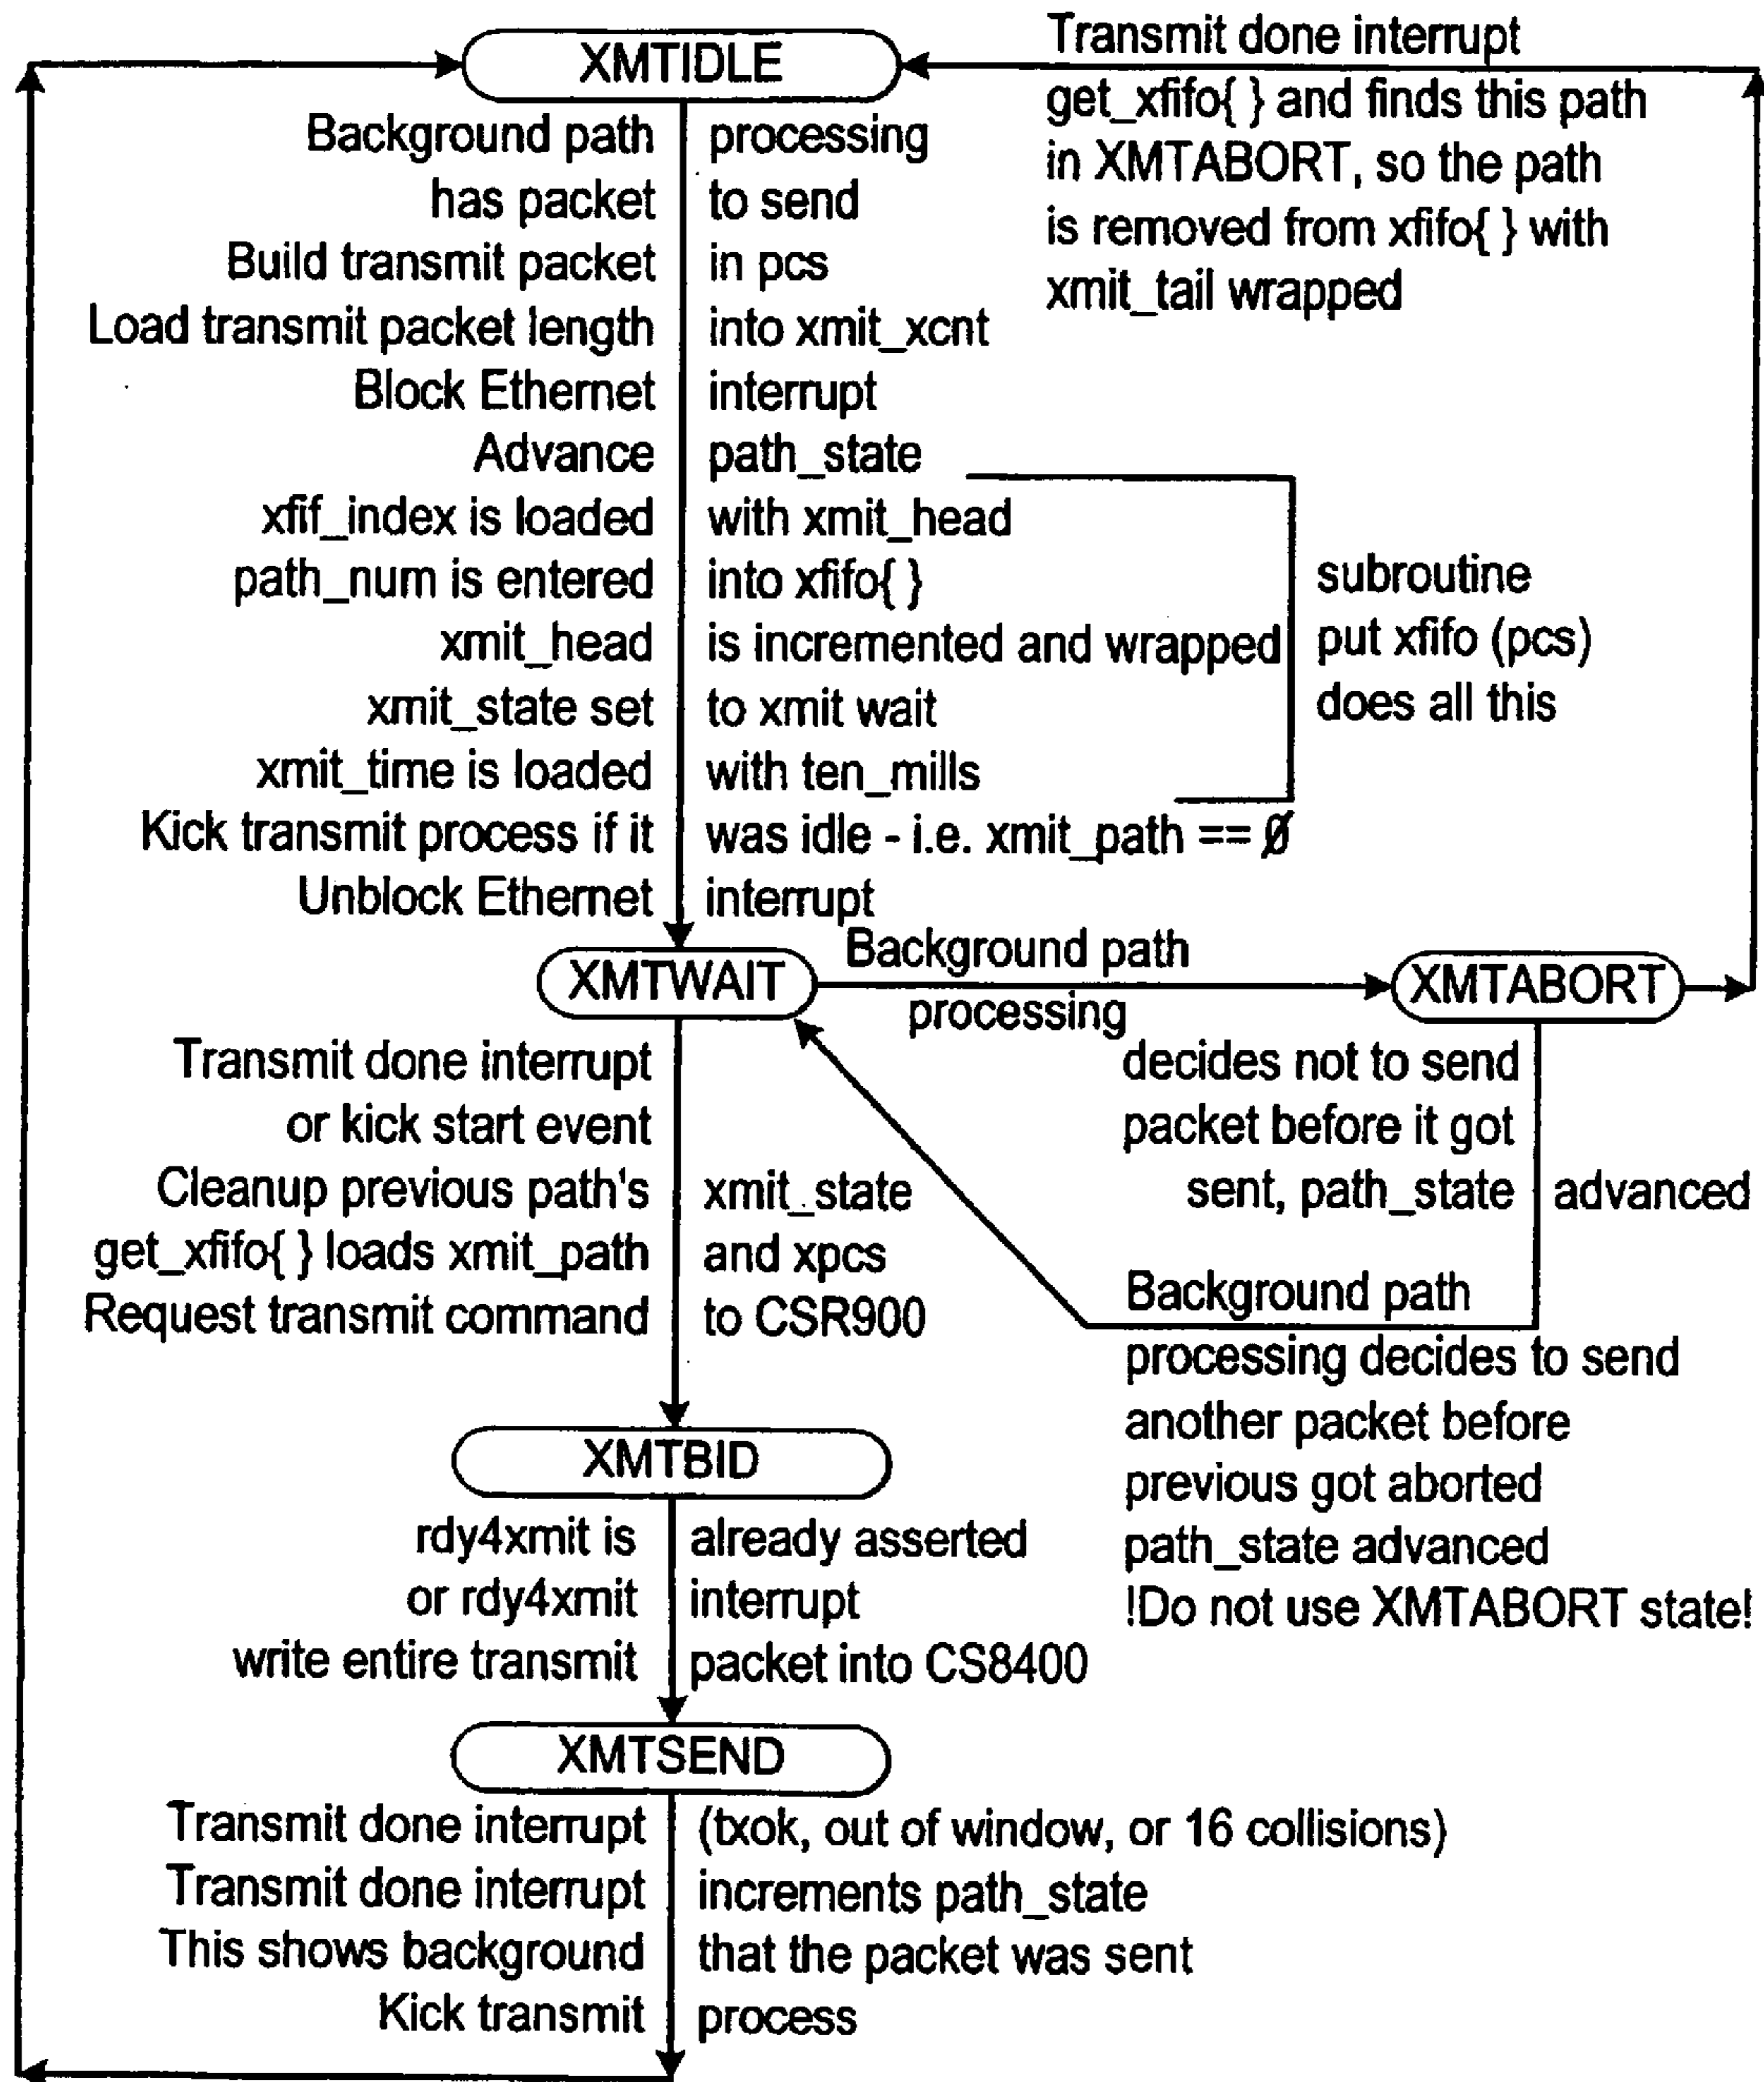 XMTIDLE
Transmit done interrupt
get_xfifo{ } and finds this path
in XMTABORT, so the path
is removed from xfifo{ } with
xmit_tail wrapped
Background path processing
has packet to send
Build transmit packet in pcs
Load transmit packet length into xmit_xcnt
Block Ethernet interrupt
Advance path_state
xfif_index is loaded with xmit_head
path_num is entered into xfifo{ }
xmit_head is incremented and wrapped
xmit_state set to xmit wait
xmit_time is loaded with ten_mills
subroutine
put xfifo (pcs)
does all this
Kick transmit process if it was idle - i.e. xmit_path == Ø
Unblock Ethernet interrupt
XMTWAIT
Background path
processing
XMTABORT
decides not to send
packet before it got
sent, path_state advanced
Transmit done interrupt
or kick start event
Cleanup previous path's xmit_state
get_xfifo{ } loads xmit_path and xpcs
Request transmit command to CSR900
Background path
processing decides to send
another packet before
previous got aborted
path_state advanced
!Do not use XMTABORT state!
XMTBID
rdy4xmit is already asserted
or rdy4xmit interrupt
write entire transmit packet into CS8400
XMTSEND
Transmit done interrupt (txok, out of window, or 16 collisions)
Transmit done interrupt increments path_state
This shows background that the packet was sent
Kick transmit process